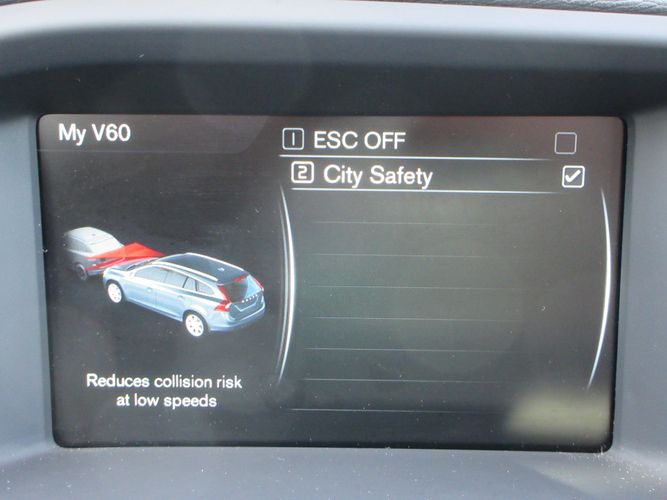 My V60
1 ESC OFF
2 City Safety
Reduces collision risk
at low speeds